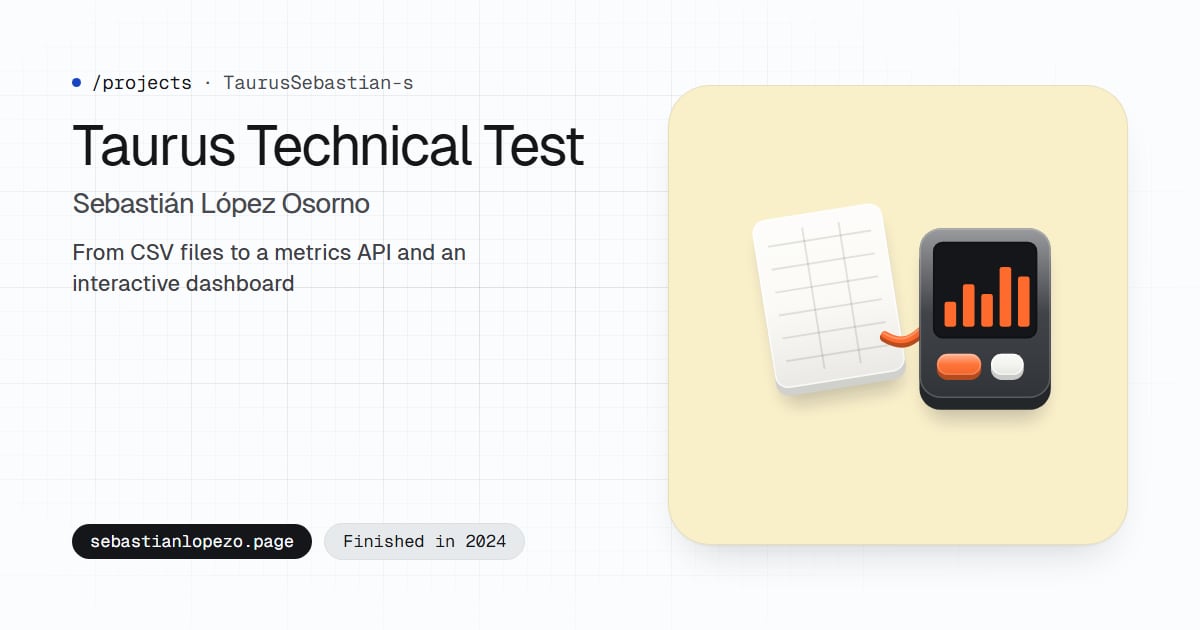 /projects · TaurusSebastian-s
Taurus Technical Test
Sebastián López Osorno
From CSV files to a metrics API and an
interactive dashboard
sebastianlopezo.page
Finished in 2024